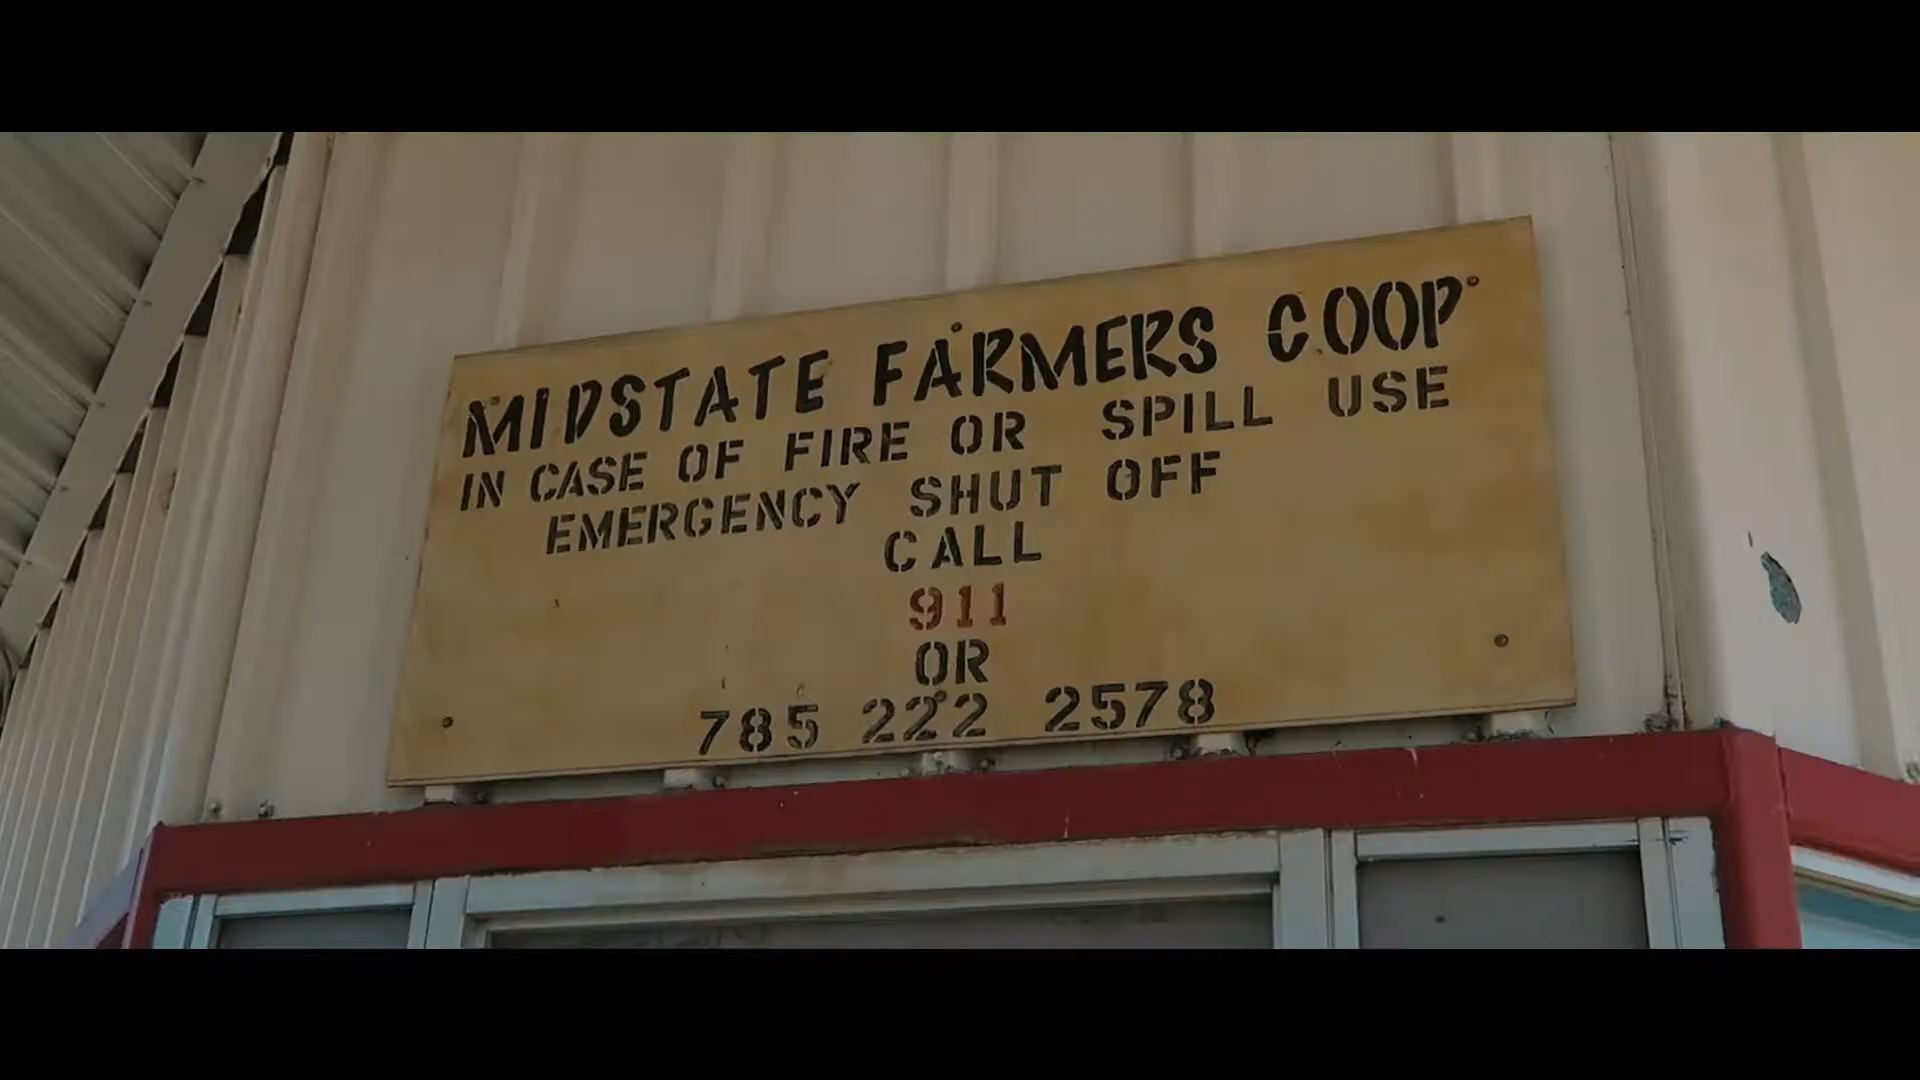 MIDSTATE FARMERS COOP
IN CASE OF FIRE OR SPILL USE
EMERGENCY SHUT OFF
CALL
911
OR
785 222 2578